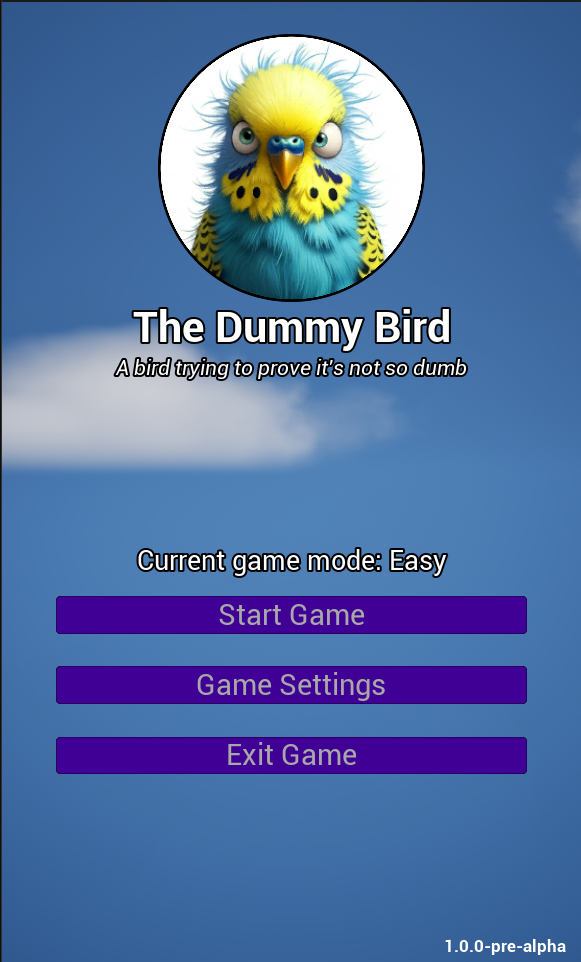 The Dummy Bird
A bird trying to prove it's not so dumb
Current game mode: Easy
Start Game
Game Settings
Exit Game
1.0.0-pre-alpha